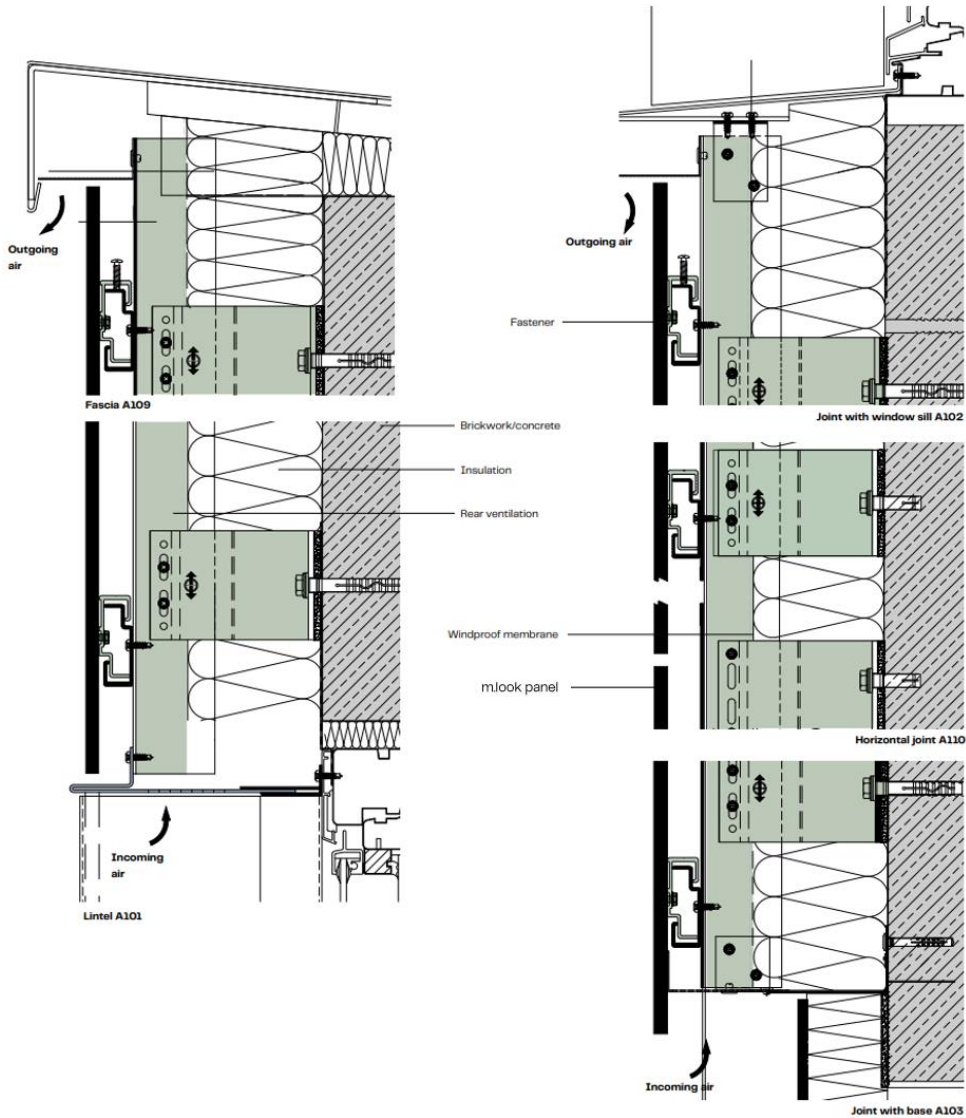 Outgoing
air
Fascia A109
Brickwork/concrete
Insulation
Rear ventilation
Incoming
air
Lintel A101
Outgoing air
Fastener
Joint with window sill A102
Windproof membrane
m.look panel
Horizontal joint A110
Incoming air
Joint with base A103